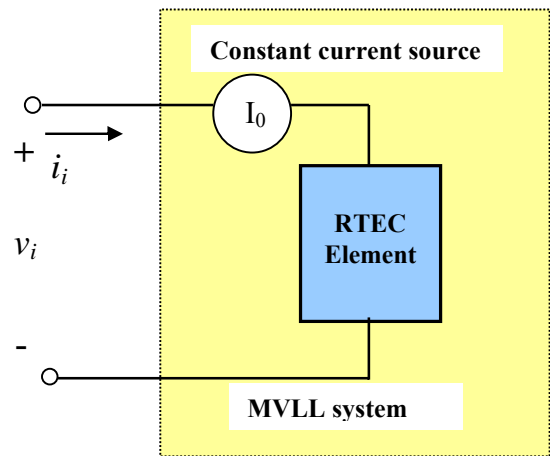 Constant current source
I₀
+
iᵢ
RTEC
Element
vᵢ
-
MVLL system